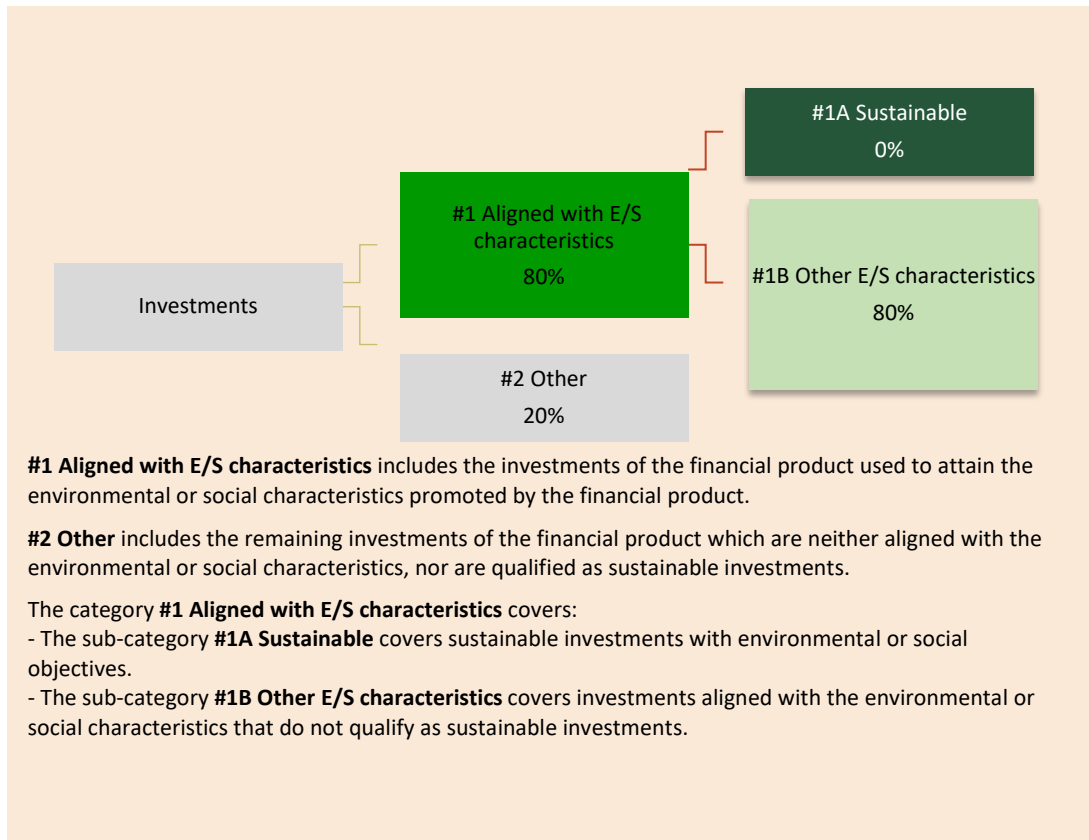 #1A Sustainable
0%
#1 Aligned with E/S
characteristics
80%
#1B Other E/S characteristics
80%
Investments
#2 Other
20%
#1 Aligned with E/S characteristics includes the investments of the financial product used to attain the
environmental or social characteristics promoted by the financial product.
#2 Other includes the remaining investments of the financial product which are neither aligned with the
environmental or social characteristics, nor are qualified as sustainable investments.
The category #1 Aligned with E/S characteristics covers:
- The sub-category #1A Sustainable covers sustainable investments with environmental or social
objectives.
- The sub-category #1B Other E/S characteristics covers investments aligned with the environmental or
social characteristics that do not qualify as sustainable investments.